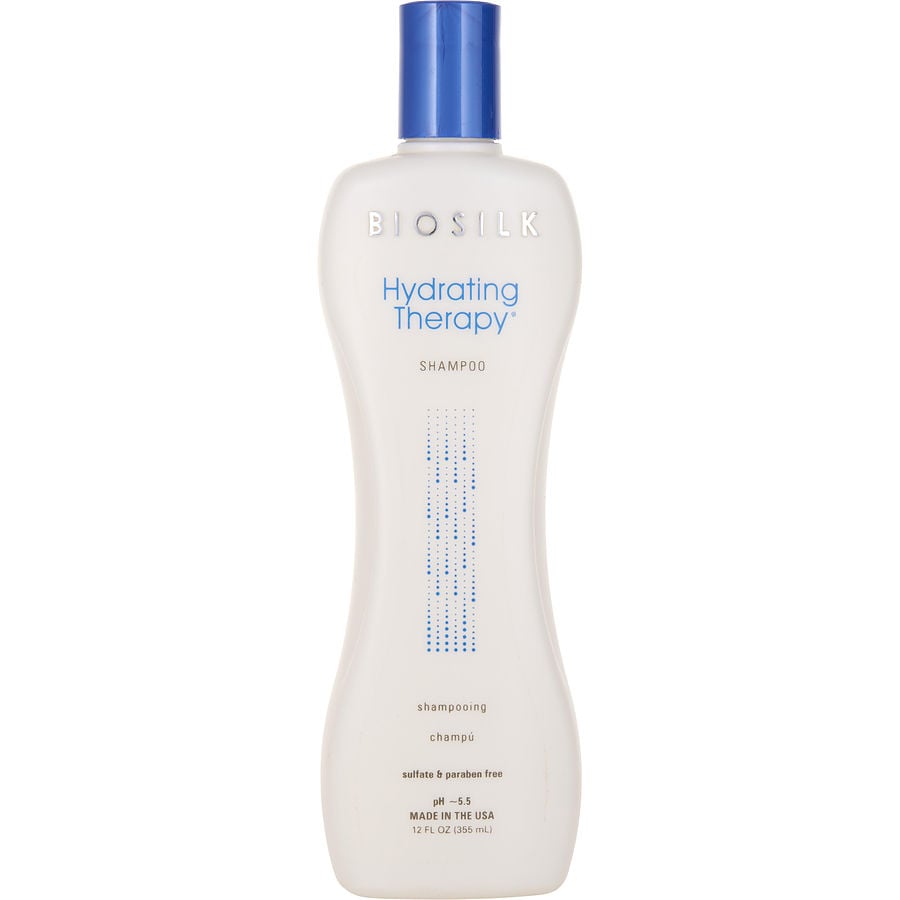 BIOSILK
Hydrating
Therapy®
SHAMPOO
shampooing
champú
sulfate & paraben free
pH ~5.5
MADE IN THE USA
12 FL OZ (355 mL)